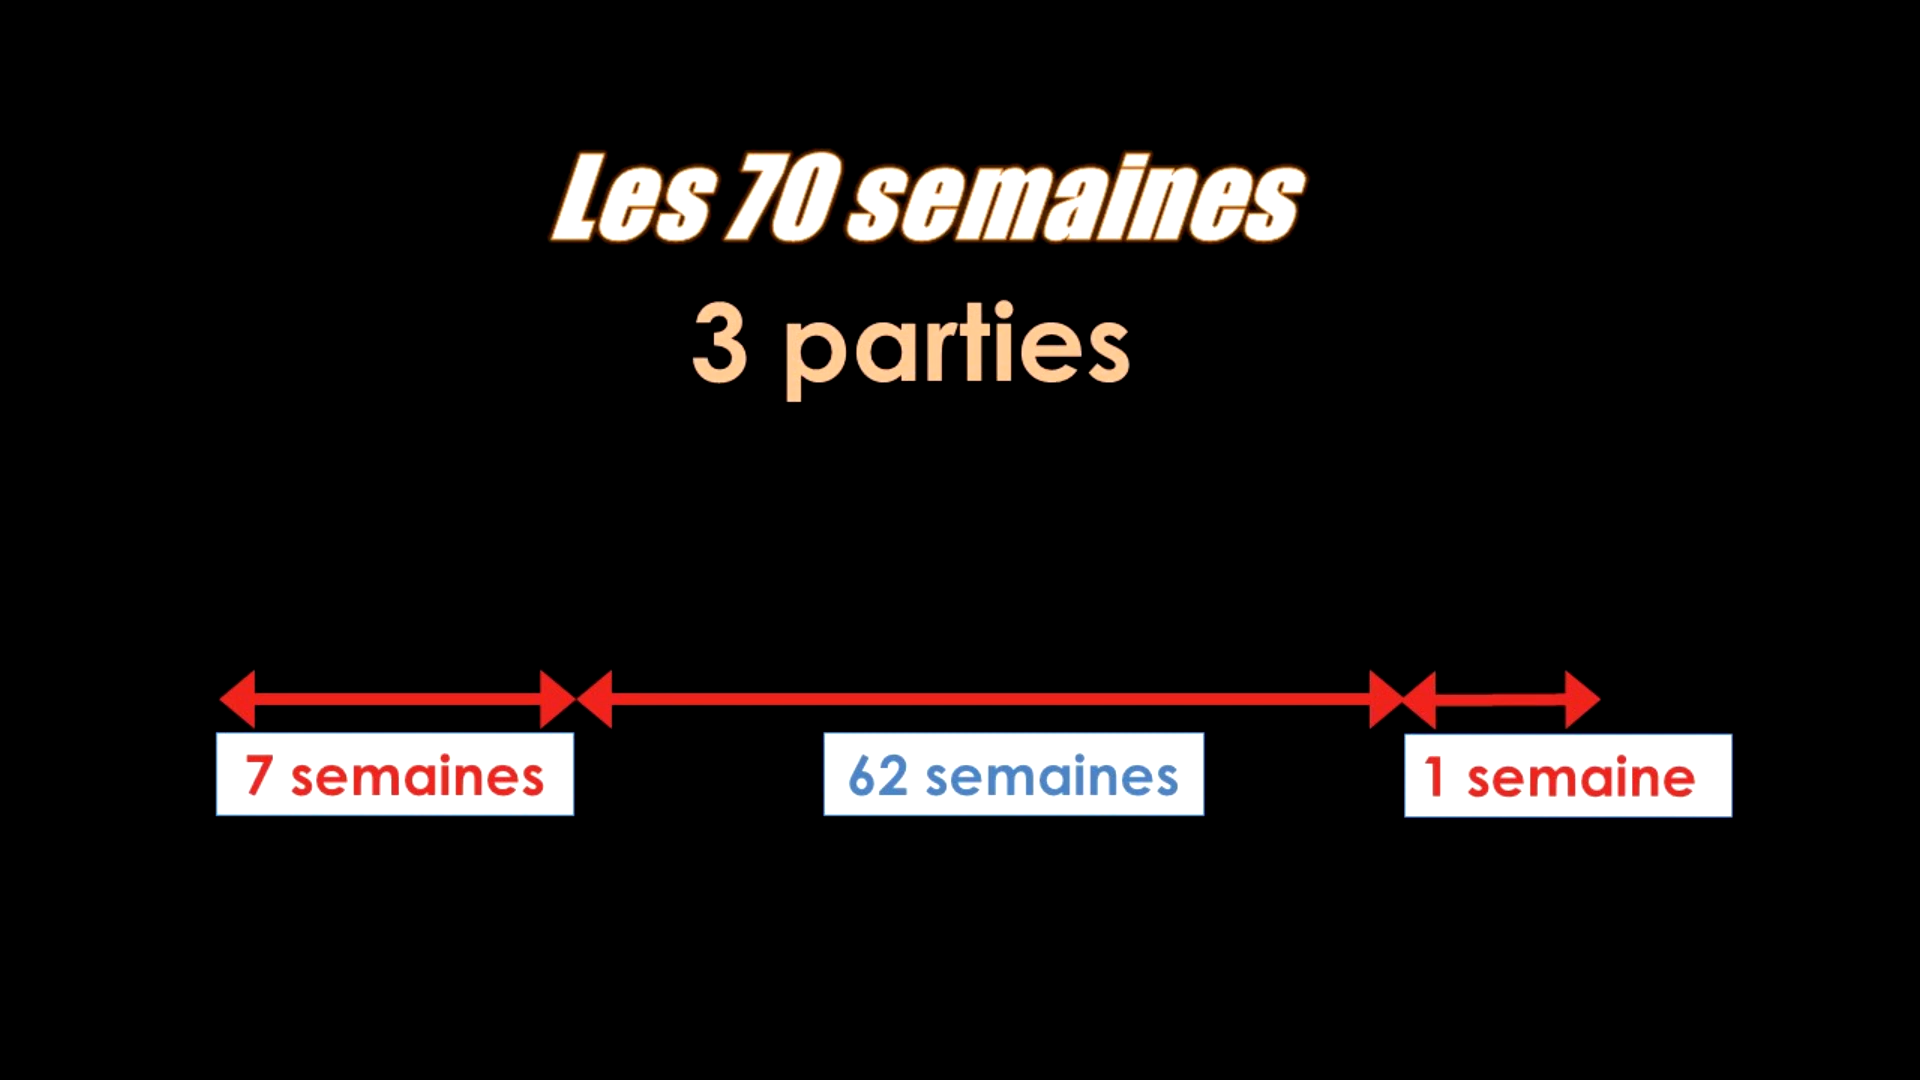 Les 70 semaines
3 parties
7 semaines
62 semaines
1 semaine